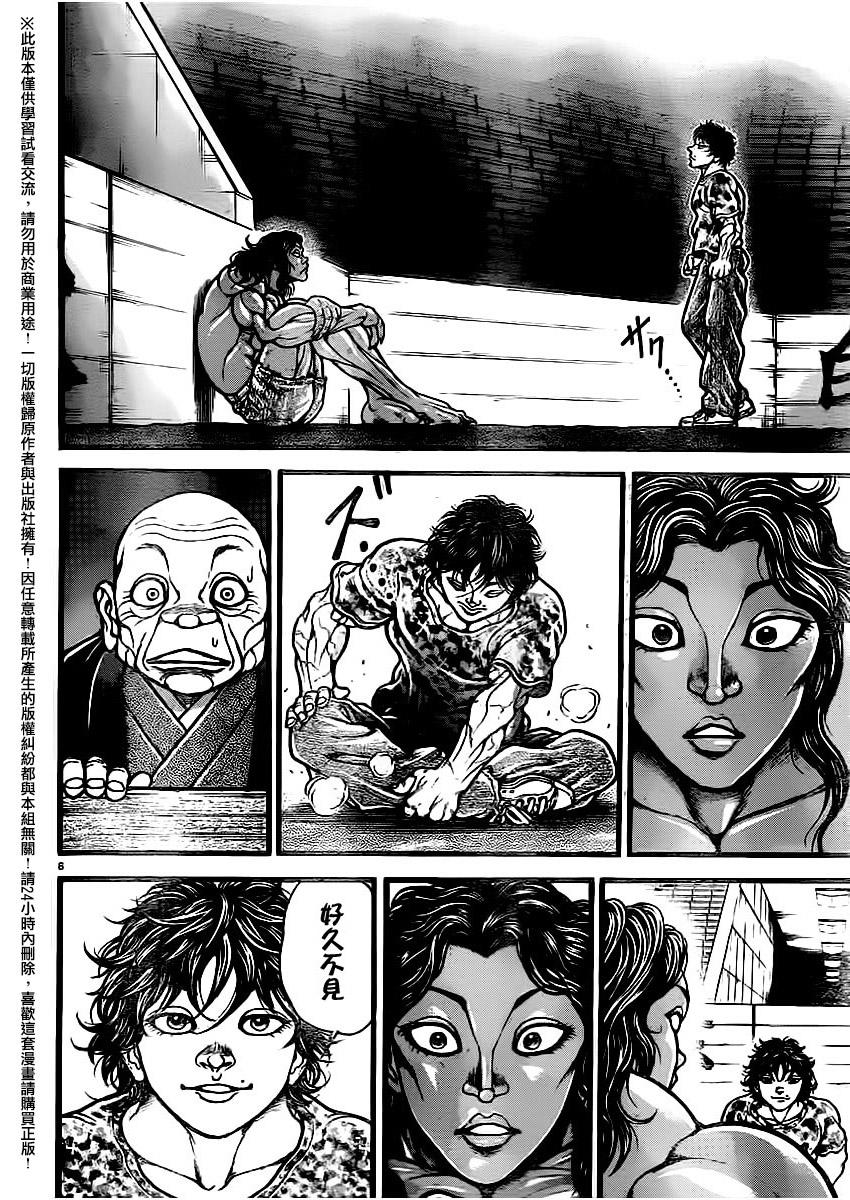 ※此版本僅供學習試看交流，請勿用於商業用途！一切版權歸原作者與出版社擁有！因任意轉載所產生的版權糾紛都與本組無關！請24小時內刪除，喜歡這套漫畫請購買正版！
ザク……
ズ
6
好久不見